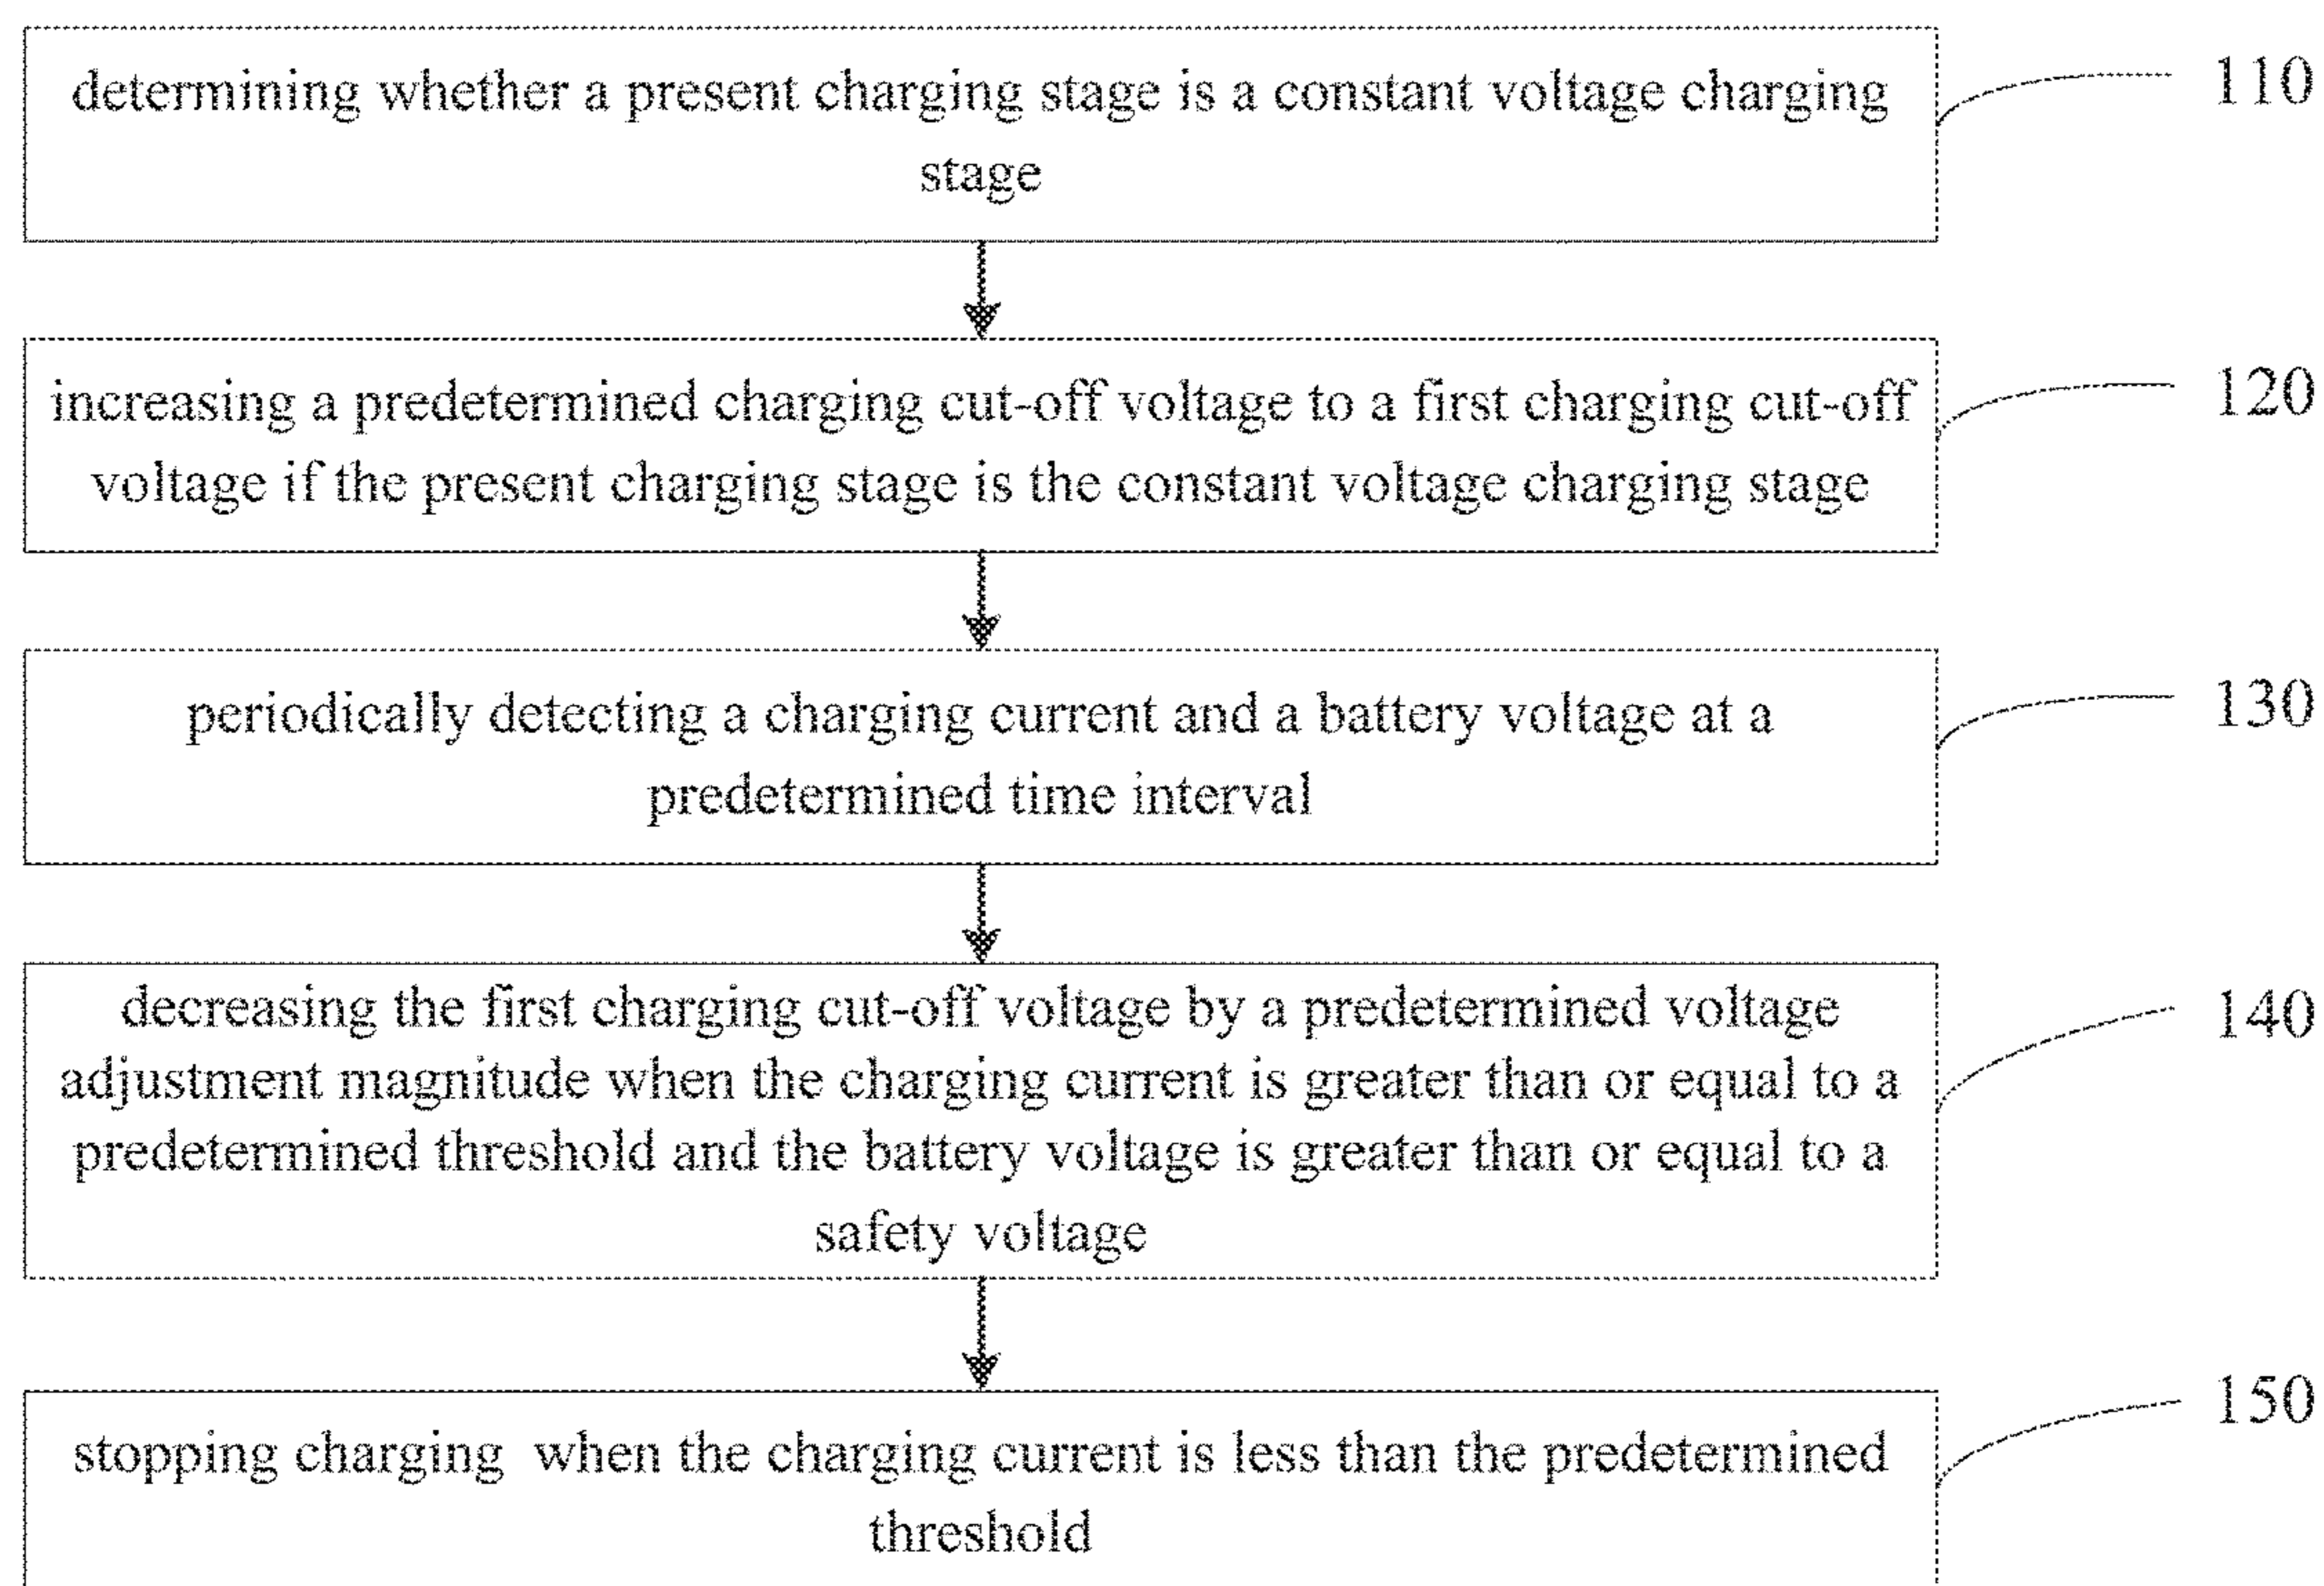 determining whether a present charging stage is a constant voltage charging
stage
110
increasing a predetermined charging cut-off voltage to a first charging cut-off
voltage if the present charging stage is the constant voltage charging stage
120
periodically detecting a charging current and a battery voltage at a
predetermined time interval
130
decreasing the first charging cut-off voltage by a predetermined voltage
adjustment magnitude when the charging current is greater than or equal to a
predetermined threshold and the battery voltage is greater than or equal to a
safety voltage
140
stopping charging when the charging current is less than the predetermined
threshold
150